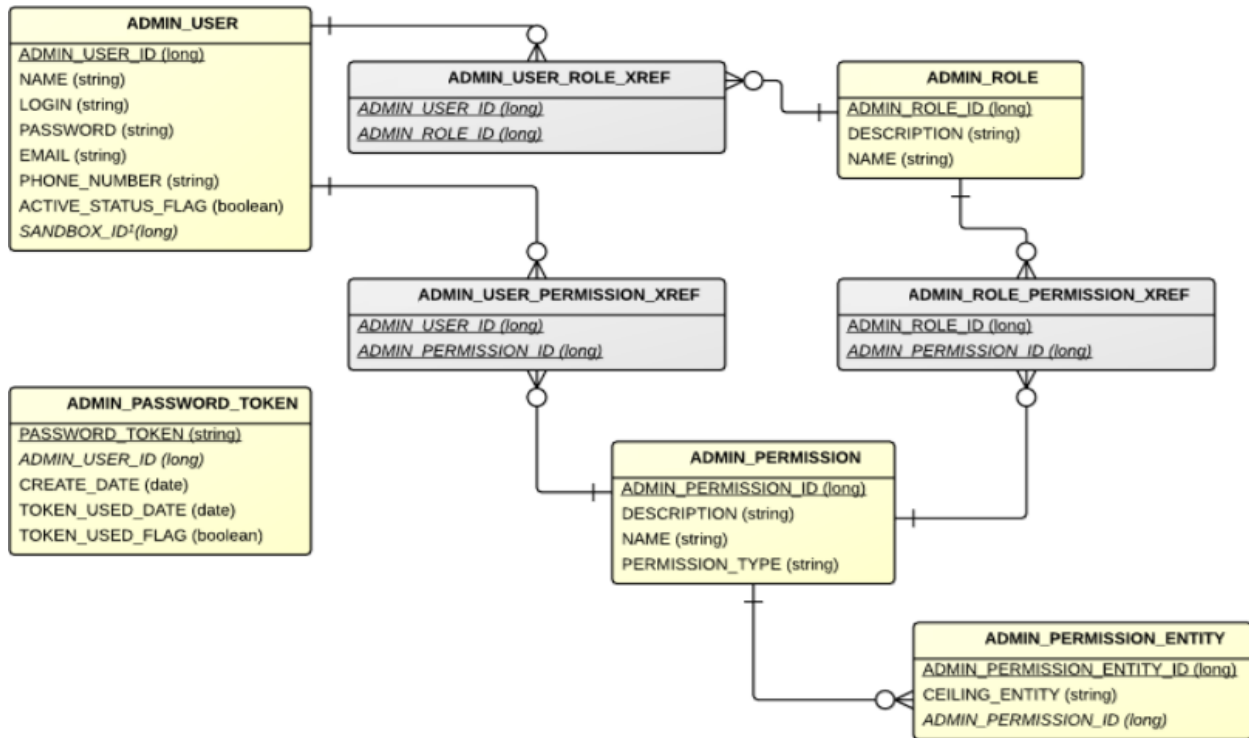 ADMIN_USER
ADMIN_USER_ID (long)
NAME (string)
LOGIN (string)
PASSWORD (string)
EMAIL (string)
PHONE_NUMBER (string)
ACTIVE_STATUS_FLAG (boolean)
SANDBOX_ID¹(long)
ADMIN_USER_ROLE_XREF
ADMIN_USER_ID (long)
ADMIN_ROLE_ID (long)
ADMIN_ROLE
ADMIN_ROLE_ID (long)
DESCRIPTION (string)
NAME (string)
ADMIN_USER_PERMISSION_XREF
ADMIN_USER_ID (long)
ADMIN_PERMISSION_ID (long)
ADMIN_ROLE_PERMISSION_XREF
ADMIN_ROLE_ID (long)
ADMIN_PERMISSION_ID (long)
ADMIN_PASSWORD_TOKEN
PASSWORD_TOKEN (string)
ADMIN_USER_ID (long)
CREATE_DATE (date)
TOKEN_USED_DATE (date)
TOKEN_USED_FLAG (boolean)
ADMIN_PERMISSION
ADMIN_PERMISSION_ID (long)
DESCRIPTION (string)
NAME (string)
PERMISSION_TYPE (string)
ADMIN_PERMISSION_ENTITY
ADMIN_PERMISSION_ENTITY_ID (long)
CEILING_ENTITY (string)
ADMIN_PERMISSION_ID (long)